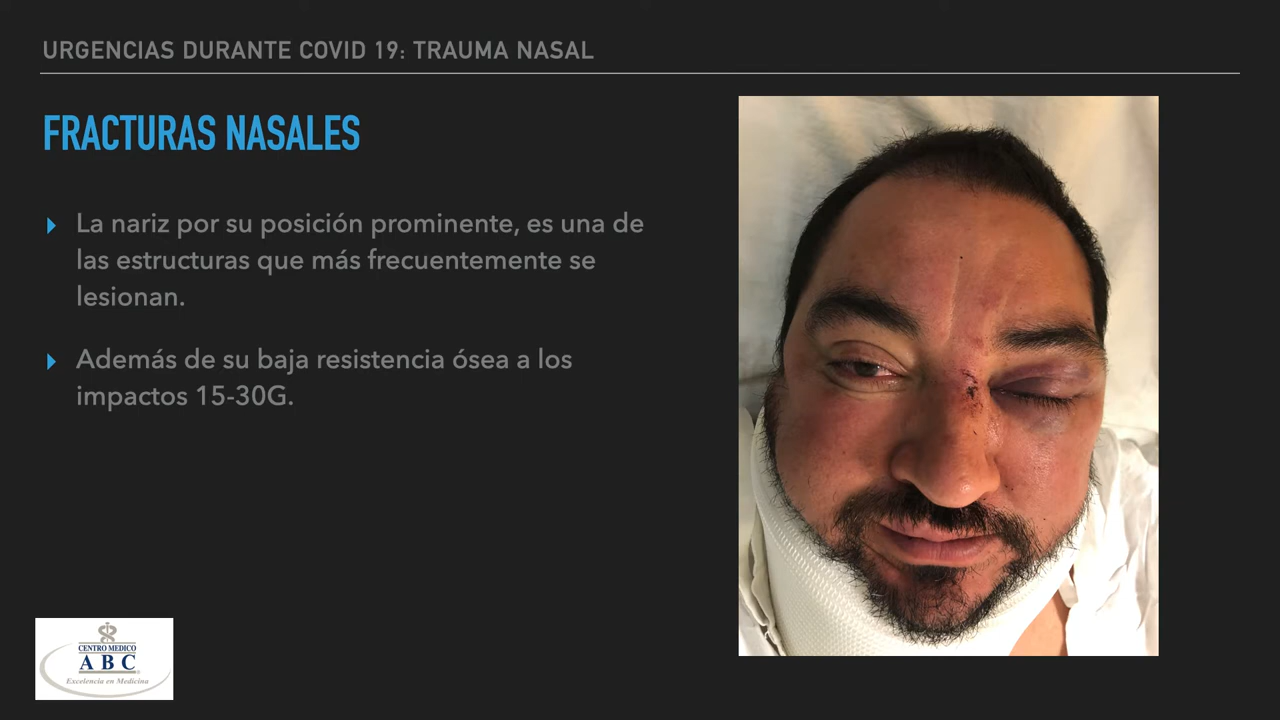 URGENCIAS DURANTE COVID 19: TRAUMA NASAL
FRACTURAS NASALES
La nariz por su posición prominente, es una de
las estructuras que más frecuentemente se
lesionan.
Además de su baja resistencia ósea a los
impactos 15-30G.
CENTRO MEDICO
ABC
Excelencia en Medicina